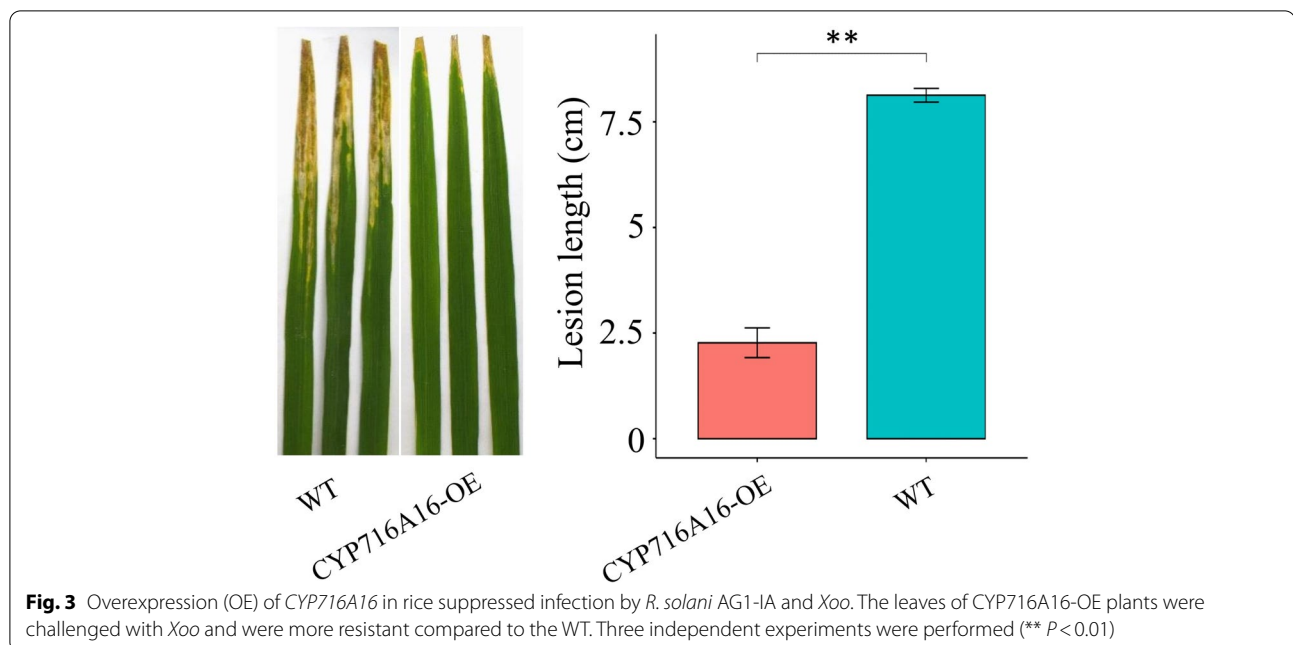 **
Lesion length (cm)
7.5
5
2.5
0
WT
CYP716A16-OE
CYP716A16-OE
WT
Fig. 3 Overexpression (OE) of CYP716A16 in rice suppressed infection by R. solani AG1-IA and Xoo. The leaves of CYP716A16-OE plants were
challenged with Xoo and were more resistant compared to the WT. Three independent experiments were performed (** P < 0.01)